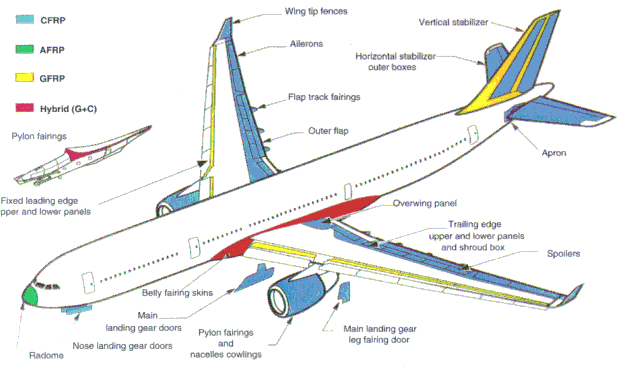 CFRP
AFRP
GFRP
Hybrid (G+C)
Pylon fairings
Wing tip fences
Ailerons
Flap track fairings
Outer flap
Vertical stabilizer
Horizontal stabilizer
outer boxes
Apron
Fixed leading edge
pper and lower panels
Overwing panel
Trailing edge
upper and lower panels
and shroud box
Spoilers
Belly fairing skins
Main
landing gear doors
Pylon fairings
and
nacelles cowlings
Main landing gear
leg fairing door
Nose landing gear doors
Radome